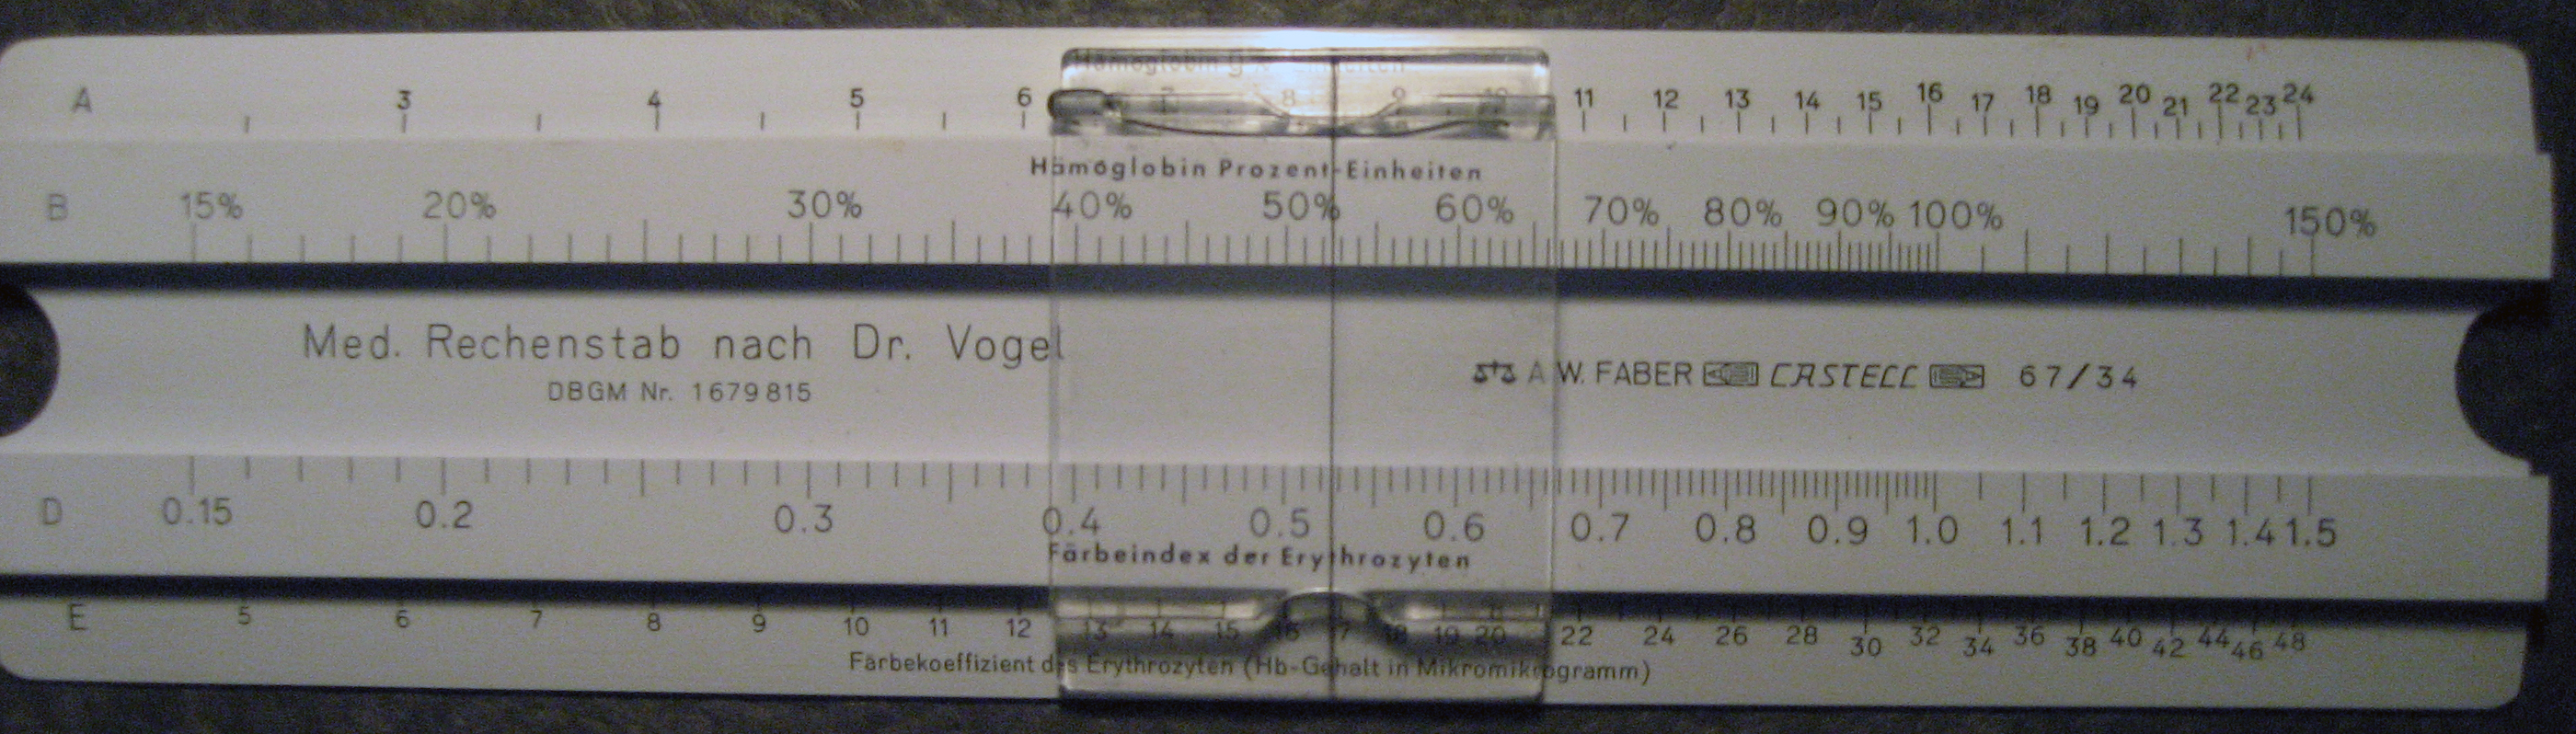 Hämoglobin g % Einheiten
A 3 4 5 6 7 8 9 10 11 12 13 14 15 16 17 18 19 20 21 22 23 24
Hämoglobin Prozent-Einheiten
B 15% 20% 30% 40% 50% 60% 70% 80% 90% 100% 150%
Med. Rechenstab nach Dr. Vogel
DBGM Nr. 1679815
A.W. FABER CASTELL 67/34
D 0.15 0.2 0.3 0.4 0.5 0.6 0.7 0.8 0.9 1.0 1.1 1.2 1.3 1.4 1.5
Färbeindex der Erythrozyten
E 5 6 7 8 9 10 11 12 13 14 15 16 17 18 19 20 22 24 26 28 30 32 34 36 38 40 42 44 46 48
Färbekoeffizient des Erythrozyten (Hb-Gehalt in Mikromikrogramm)